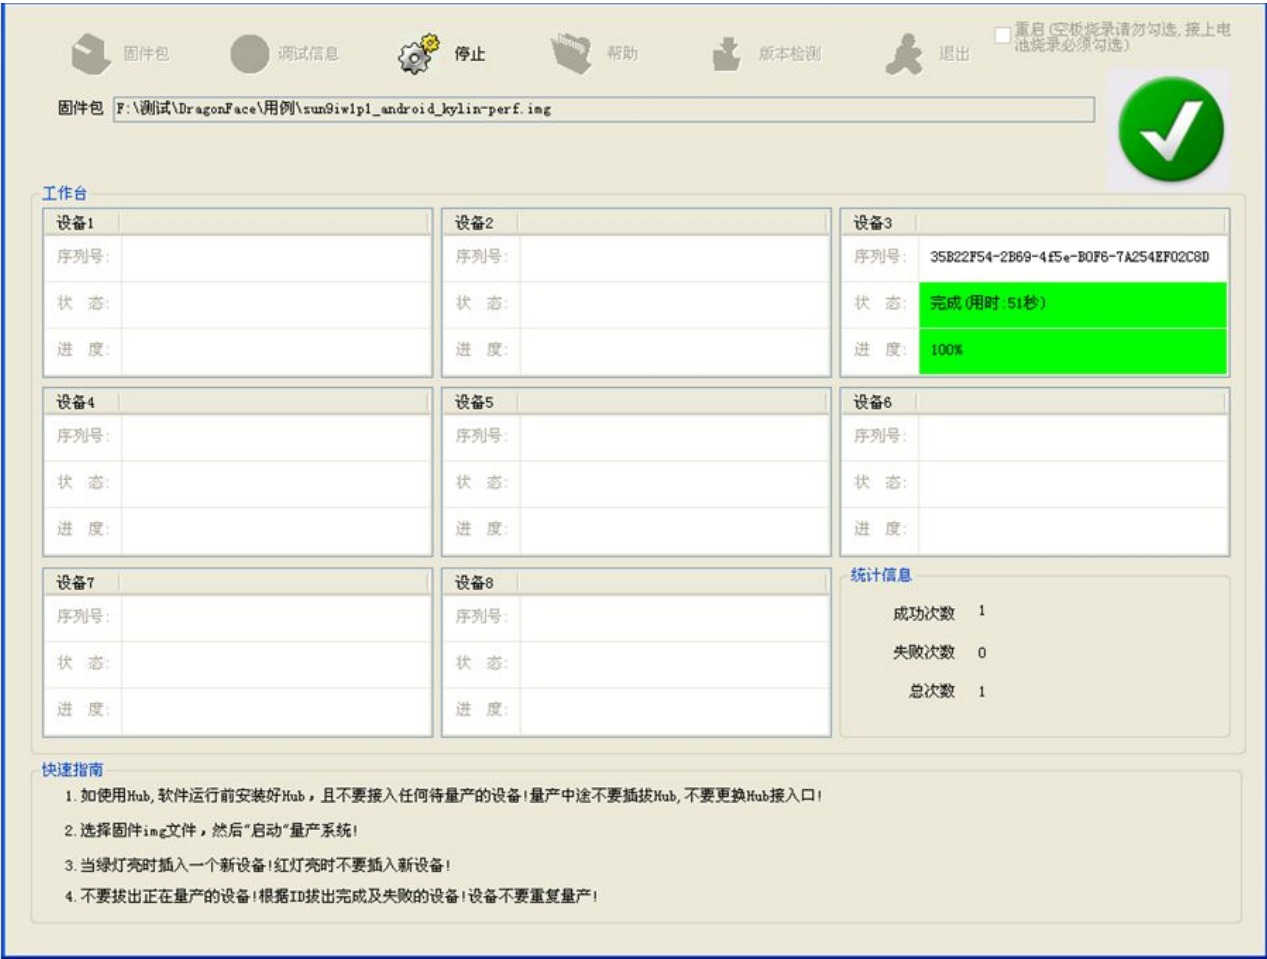 固件包 调试信息 停止 帮助 版本检测 退出 重启(空板烧录请勿勾选,接上电
池烧录必须勾选)
固件包 F:\测试\DragonFace\用例\sun9iw1p1_android_kylin-perf.img
工作台
设备1 设备2 设备3
序列号: 序列号: 序列号: 35B22F54-2B69-4f5e-B0F6-7A254EF02C8D
状 态: 状 态: 状 态: 完成(用时:51秒)
进 度: 进 度: 进 度: 100%
设备4 设备5 设备6
序列号: 序列号: 序列号:
状 态: 状 态: 状 态:
进 度: 进 度: 进 度:
设备7 设备8 统计信息
序列号: 序列号: 成功次数 1
状 态: 状 态: 失败次数 0
进 度: 进 度: 总次数 1
快速指南
1.如使用Hub,软件运行前安装好Hub，且不要接入任何待量产的设备!量产中途不要插拔Hub,不要更换Hub接入口!
2.选择固件img文件，然后"启动"量产系统!
3.当绿灯亮时插入一个新设备!红灯亮时不要插入新设备!
4.不要拔出正在量产的设备!根据ID拔出完成及失败的设备!设备不要重复量产!